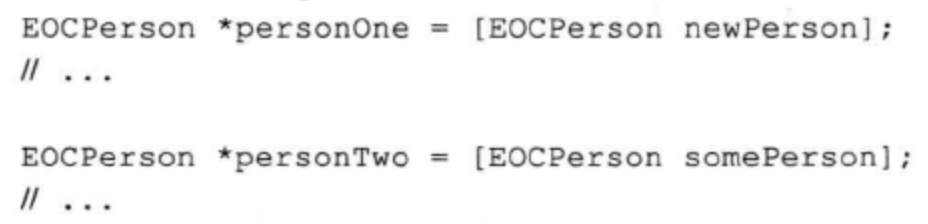 EOCPerson *personOne = [EOCPerson newPerson];
// ...
EOCPerson *personTwo = [EOCPerson somePerson];
// ...